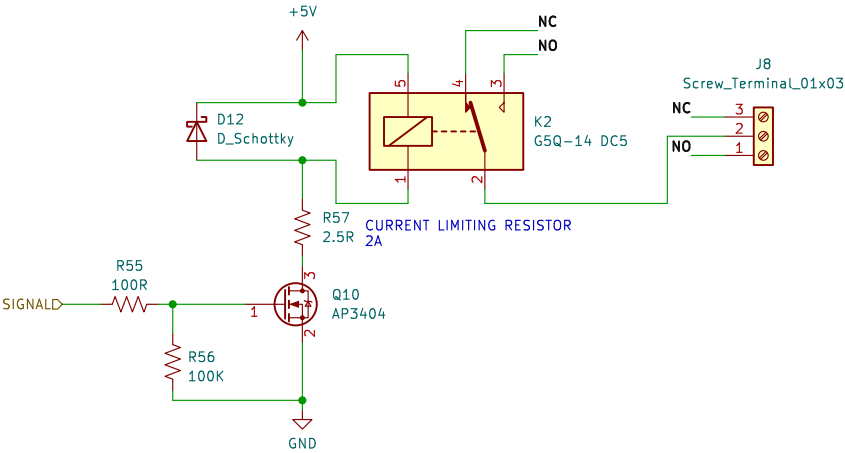 +5V
NC
NO
J8
Screw_Terminal_01x03
5
4
3
D12
D_Schottky
K2
G5Q-14 DC5
NC
3
2
NO
1
1
2
R57
2.5R
CURRENT LIMITING RESISTOR
2A
R55
100R
3
SIGNAL
1
Q10
AP3404
2
R56
100K
GND